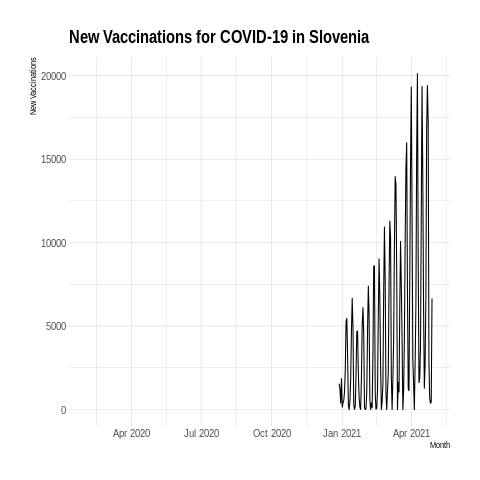 New Vaccinations for COVID-19 in Slovenia
New Vaccinations
20000
15000
10000
5000
0
Apr 2020 Jul 2020 Oct 2020 Jan 2021 Apr 2021
Month